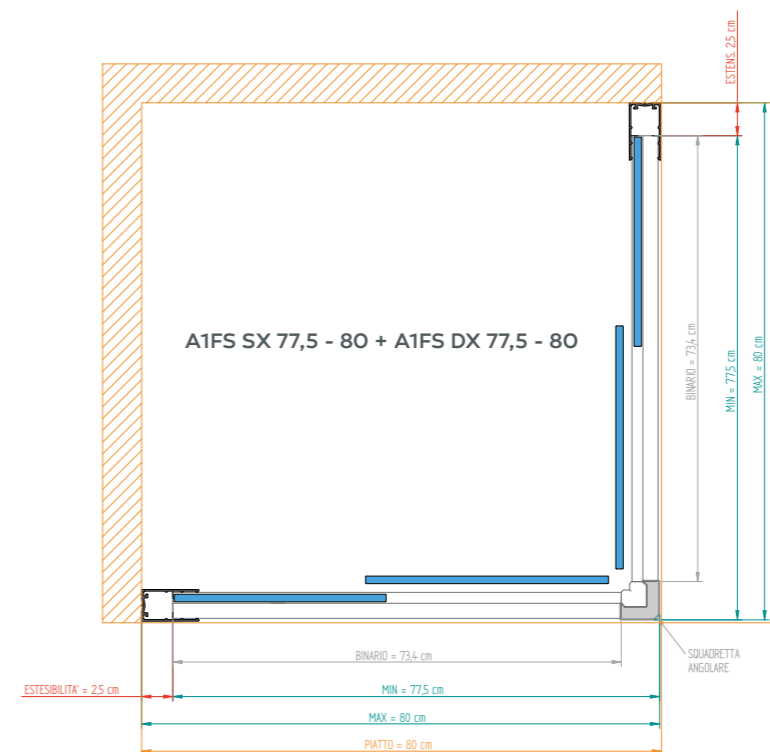 ESTENS. 2,5 cm
A1FS SX 77,5 - 80 + A1FS DX 77,5 - 80
BINARIO = 73,4 cm
MIN = 77,5 cm
MAX = 80 cm
BINARIO = 73,4 cm
SQUADRETTA
ANGOLARE
ESTESIBILITA' = 2,5 cm
MIN = 77,5 cm
MAX = 80 cm
PIATTO = 80 cm